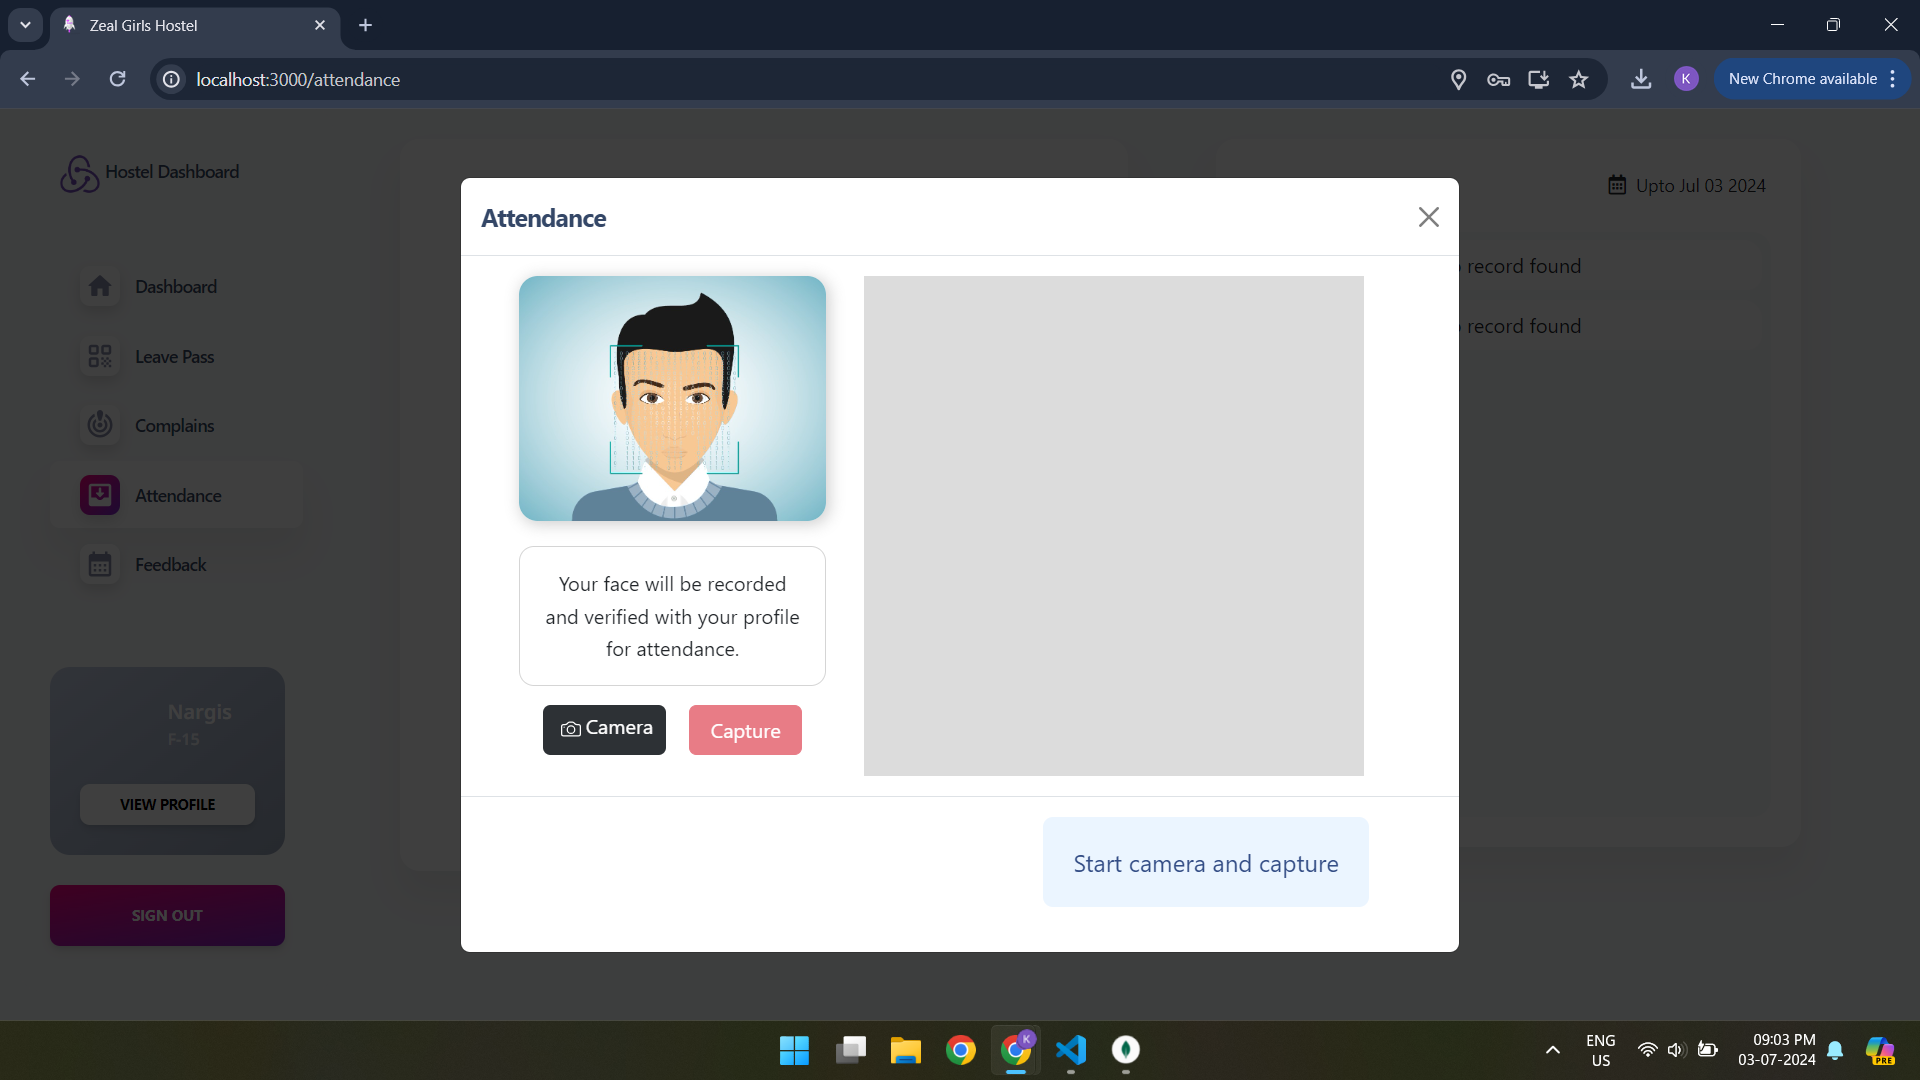 Zeal Girls Hostel
localhost:3000/attendance
K
New Chrome available
Hostel Dashboard
Dashboard
Leave Pass
Complains
Attendance
Feedback
Nargis
F-15
VIEW PROFILE
SIGN OUT
Upto Jul 03 2024
record found
record found
Attendance
Your face will be recorded
and verified with your profile
for attendance.
Camera
Capture
Start camera and capture
K
ENG
US
09:03 PM
03-07-2024
PRE